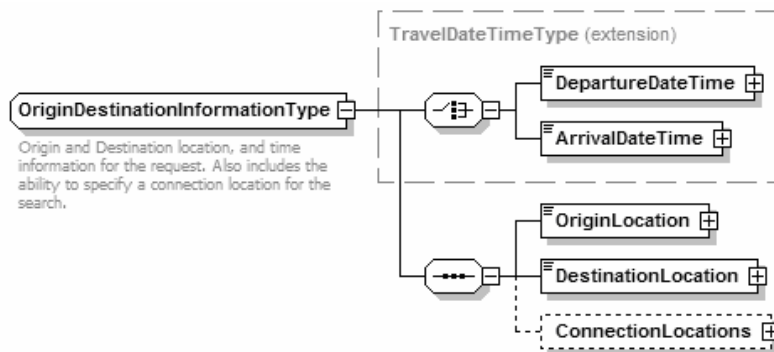 TravelDateTimeType (extension)
DepartureDateTime
OriginDestinationInformationType
ArrivalDateTime
Origin and Destination location, and time
information for the request. Also includes the
ability to specify a connection location for the
search.
OriginLocation
DestinationLocation
ConnectionLocations